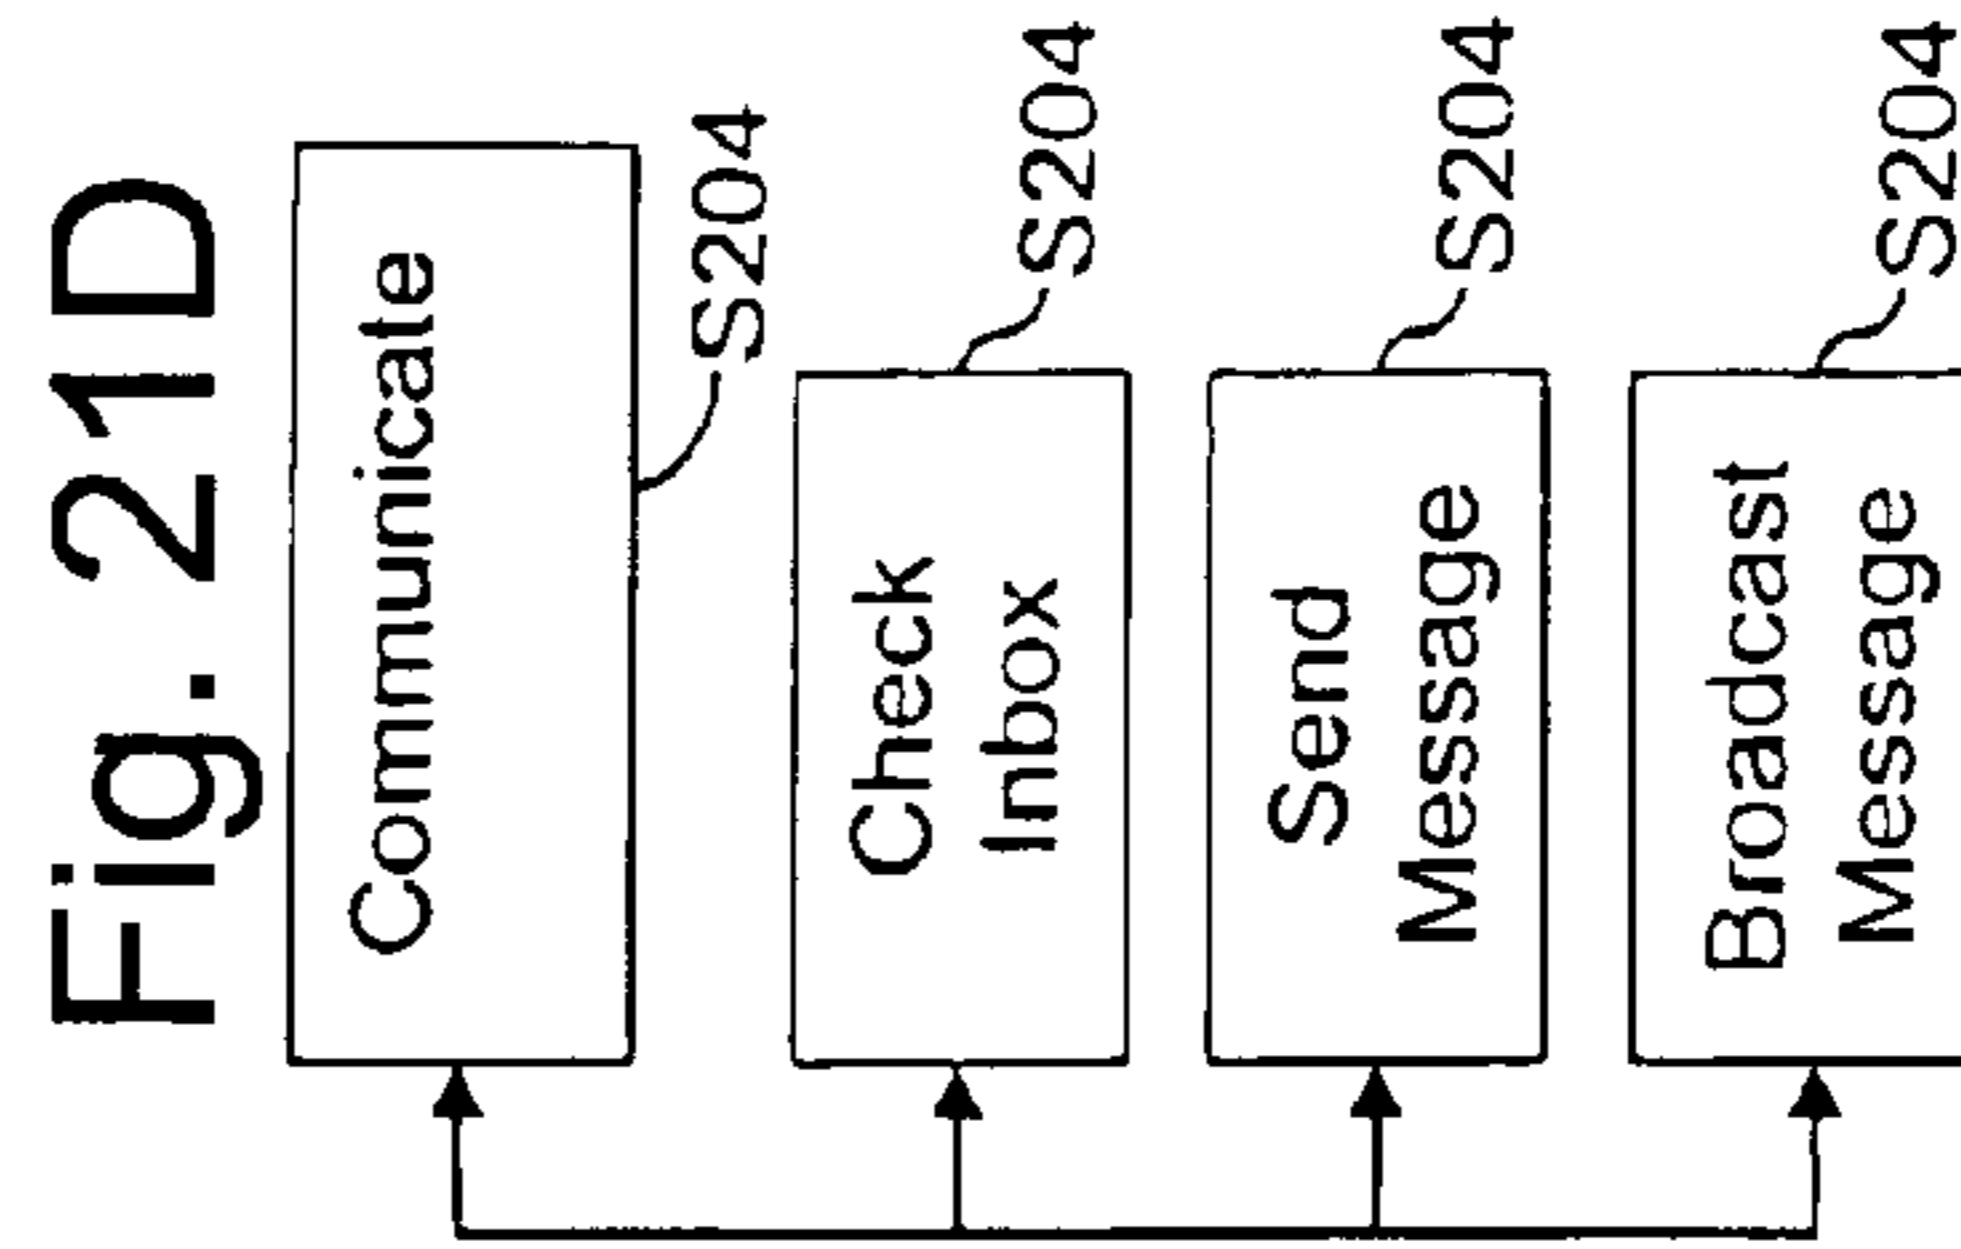 Fig. 21D
Communicate
S204
Check
Inbox
S204
Send
Message
S204
Broadcast
Message
S204